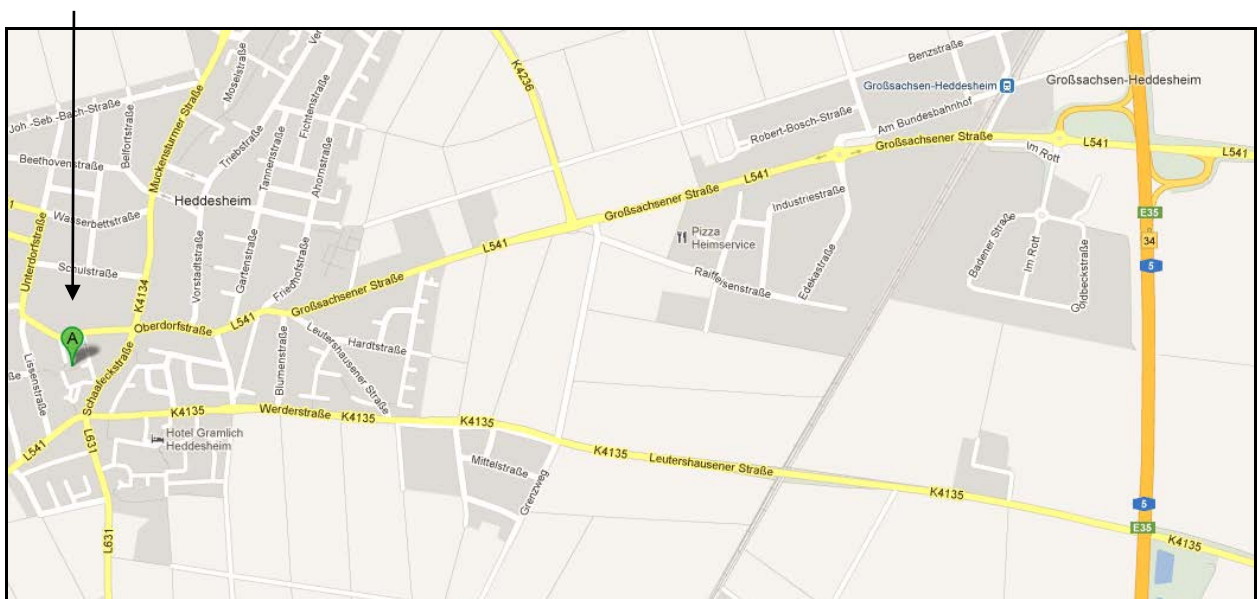 Joh.-Seb.-Bach-Straße
Beethovenstraße
Belfortstraße
Muckensturmer Straße
Moselstraße
Ver
Fichtenstraße
Triebstraße
Tannenstraße
Ahornstraße
Heddesheim
Wasserbettstraße
1
Unterdorfstraße
Schulstraße
K4134
Vorstadtstraße
Gartenstraße
Friedhofstraße
Großsachsener Straße
L541
Oberdorfstraße
L541
A
Lissenstraße
ße
Schaafeckstraße
Blumenstraße
Leutershausener Straße
Hardtstraße
K4135
Werderstraße
K4135
K4135
Hotel Gramlich
Heddesheim
L541
L631
L631
Mittelstraße
Grenzweg
K4135
Leutershausener Straße
K4135
K4135
K4236
Großsachsener Straße
L541
Pizza
Heimservice
Raiffeisenstraße
Industriestraße
Edekastraße
Robert-Bosch-Straße
Benzstraße
Großsachsen-Heddesheim
Am Bundesbahnhof
Großsachsener Straße
Großsachsen-Heddesheim
Im Rott
L541
L541
Badener Straße
Im Rott
Goldbeckstraße
E35
34
5
5
E35